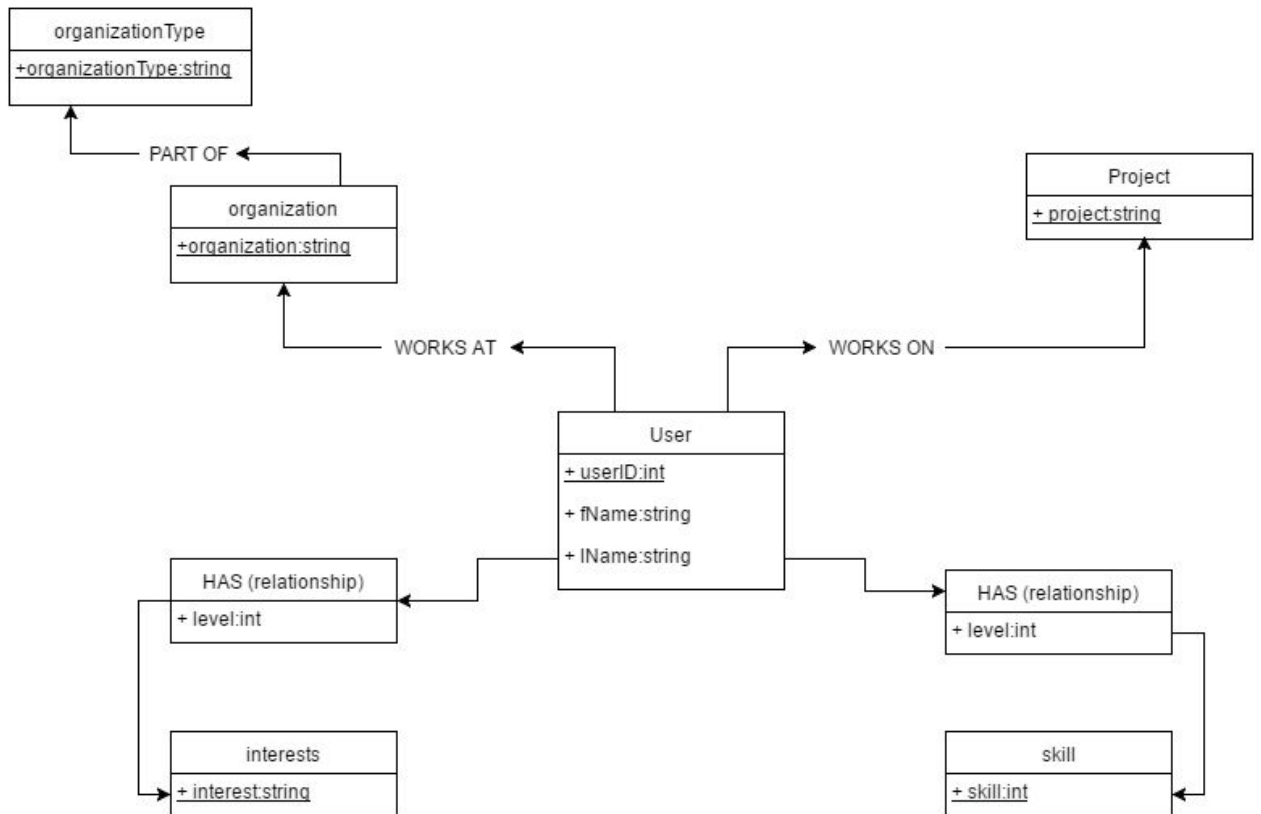 organizationType
+organizationType:string
PART OF
organization
+organization:string
Project
+ project:string
WORKS AT
WORKS ON
User
+ userID:int
+ fName:string
+ lName:string
HAS (relationship)
+ level:int
HAS (relationship)
+ level:int
interests
+ interest:string
skill
+ skill:int